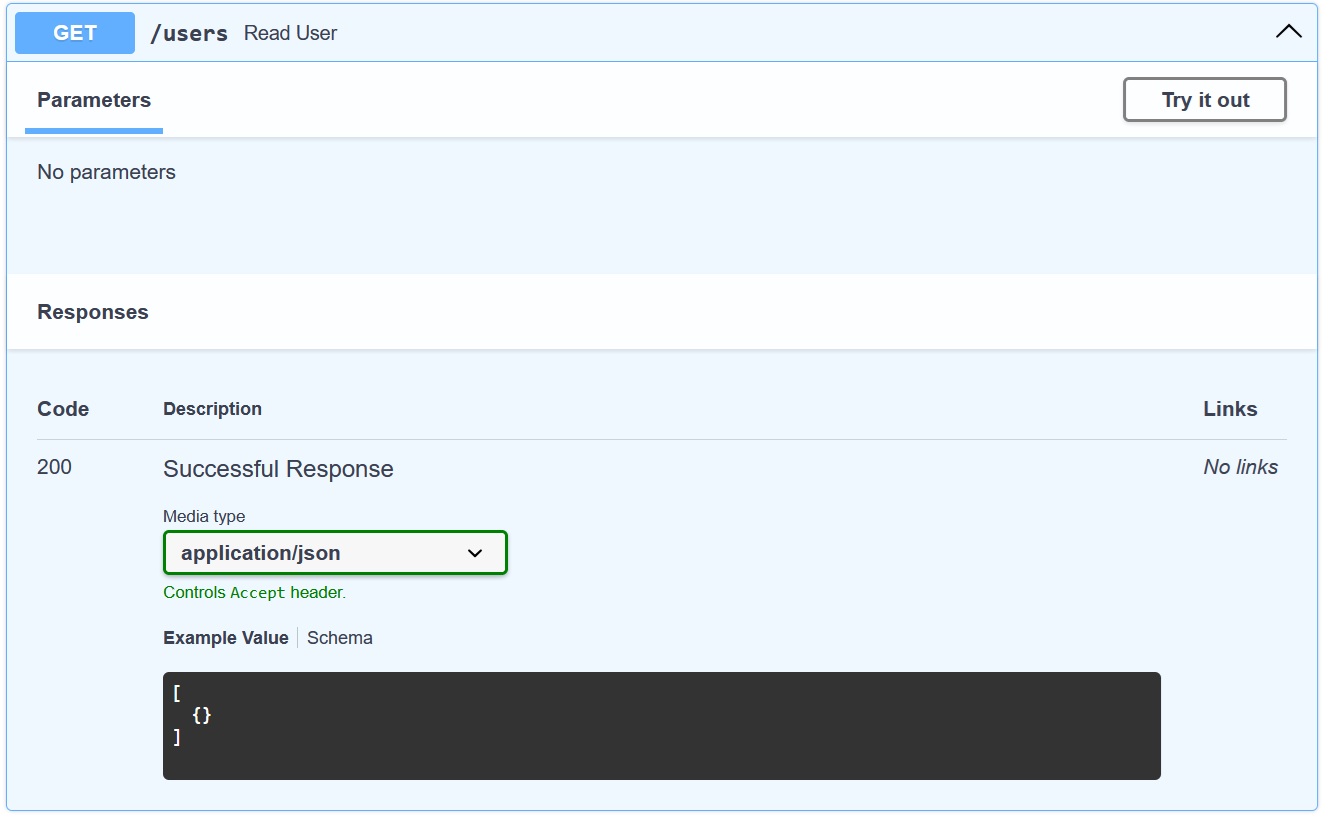 GET /users Read User
Parameters Try it out
No parameters
Responses
Code Description Links
200 Successful Response No links
Media type
application/json
Controls Accept header.
Example Value Schema
[
  {}
]